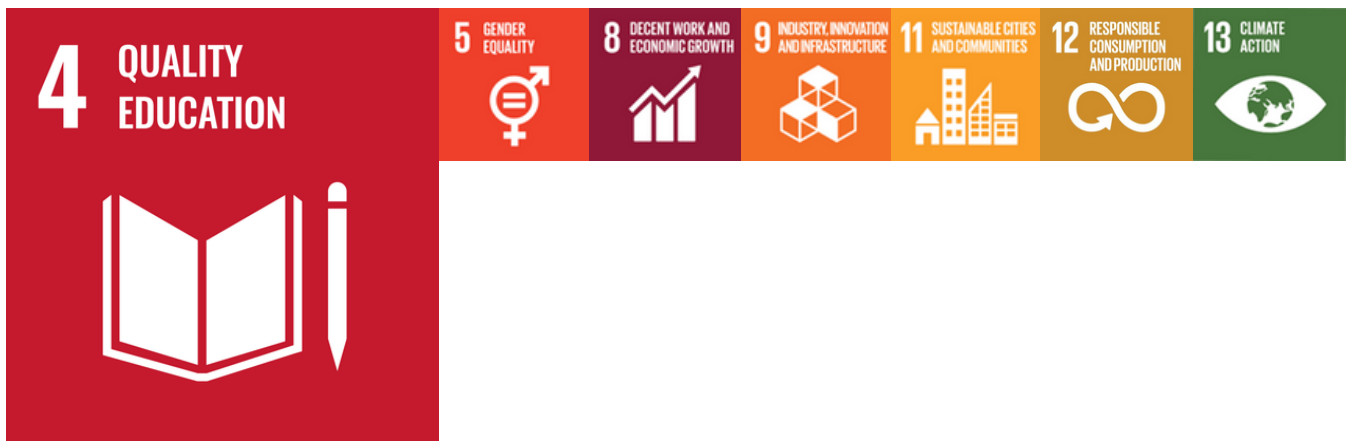 4 QUALITY
EDUCATION
5 GENDER
EQUALITY
8 DECENT WORK AND
ECONOMIC GROWTH
9 INDUSTRY, INNOVATION
AND INFRASTRUCTURE
11 SUSTAINABLE CITIES
AND COMMUNITIES
12 RESPONSIBLE
CONSUMPTION
AND PRODUCTION
13 CLIMATE
ACTION